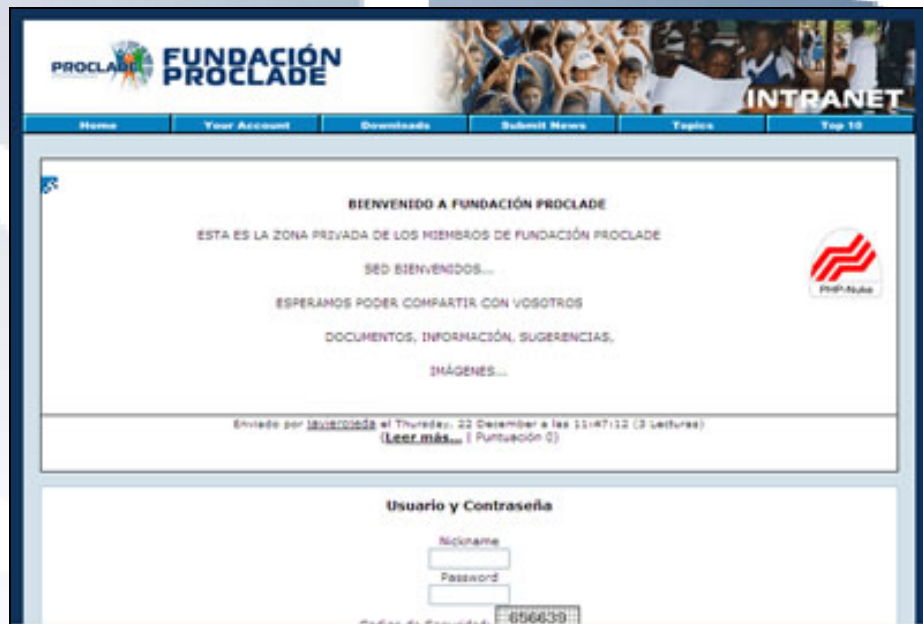 PROCLADE
FUNDACIÓN
PROCLADE
INTRANET
Home Your Account Downloads Submit News Topics Top 10
BIENVENIDO A FUNDACIÓN PROCLADE
ESTA ES LA ZONA PRIVADA DE LOS MIEMBROS DE FUNDACIÓN PROCLADE
SED BIENVENIDOS...
PHP-Nuke
ESPERAMOS PODER COMPARTIR CON VOSOTROS
DOCUMENTOS, INFORMACIÓN, SUGERENCIAS,
IMÁGENES...
Enviado por javierojeda el Thursday, 22 December a las 11:47:12 (3 Lecturas)
(Leer más... | Puntuación 0)
Usuario y Contraseña
Nickname
Password
Codigo de Seguridad: 656639